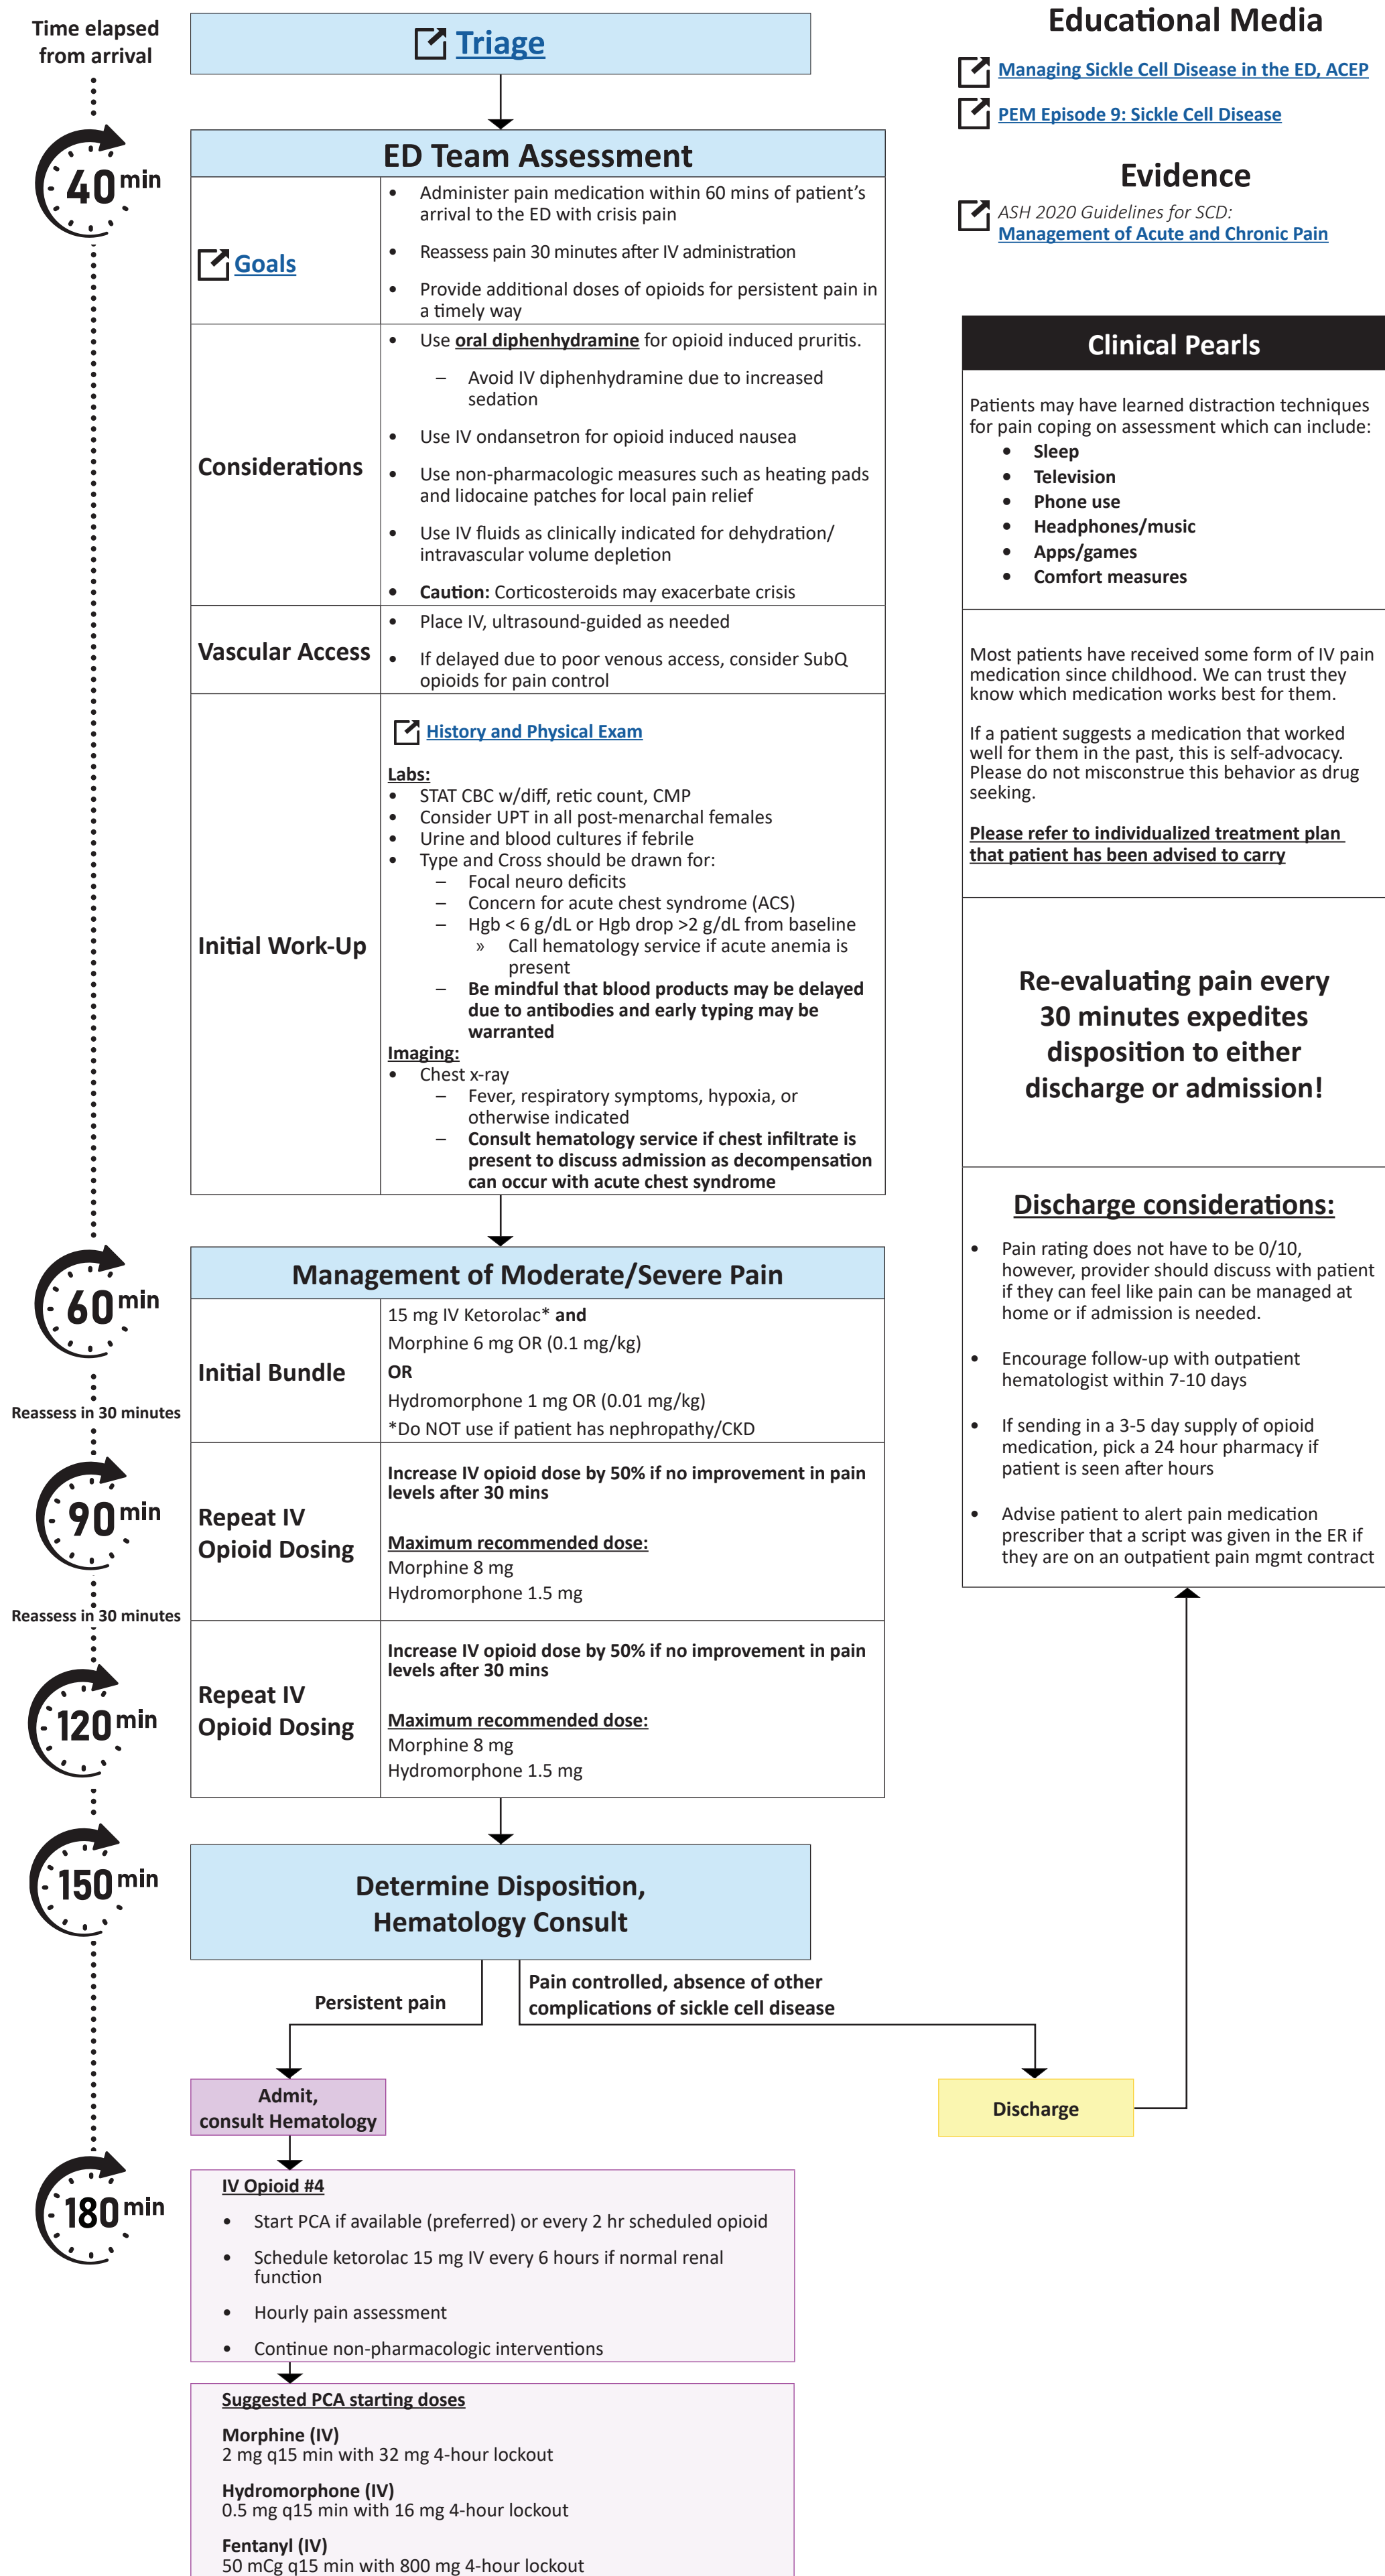 Time elapsed
from arrival
Triage
40 min
ED Team Assessment
Goals
• Administer pain medication within 60 mins of patient's
arrival to the ED with crisis pain
• Reassess pain 30 minutes after IV administration
• Provide additional doses of opioids for persistent pain in
a timely way
Considerations
• Use oral diphenhydramine for opioid induced pruritis.
– Avoid IV diphenhydramine due to increased
sedation
• Use IV ondansetron for opioid induced nausea
• Use non-pharmacologic measures such as heating pads
and lidocaine patches for local pain relief
• Use IV fluids as clinically indicated for dehydration/
intravascular volume depletion
• Caution: Corticosteroids may exacerbate crisis
Vascular Access
• Place IV, ultrasound-guided as needed
• If delayed due to poor venous access, consider SubQ
opioids for pain control
Initial Work-Up
History and Physical Exam
Labs:
• STAT CBC w/diff, retic count, CMP
• Consider UPT in all post-menarchal females
• Urine and blood cultures if febrile
• Type and Cross should be drawn for:
– Focal neuro deficits
– Concern for acute chest syndrome (ACS)
– Hgb < 6 g/dL or Hgb drop >2 g/dL from baseline
» Call hematology service if acute anemia is
present
– Be mindful that blood products may be delayed
due to antibodies and early typing may be
warranted
Imaging:
• Chest x-ray
– Fever, respiratory symptoms, hypoxia, or
otherwise indicated
– Consult hematology service if chest infiltrate is
present to discuss admission as decompensation
can occur with acute chest syndrome
60 min
Management of Moderate/Severe Pain
Initial Bundle
15 mg IV Ketorolac* and
Morphine 6 mg OR (0.1 mg/kg)
OR
Hydromorphone 1 mg OR (0.01 mg/kg)
*Do NOT use if patient has nephropathy/CKD
Reassess in 30 minutes
90 min
Repeat IV
Opioid Dosing
Increase IV opioid dose by 50% if no improvement in pain
levels after 30 mins
Maximum recommended dose:
Morphine 8 mg
Hydromorphone 1.5 mg
Reassess in 30 minutes
120 min
Repeat IV
Opioid Dosing
Increase IV opioid dose by 50% if no improvement in pain
levels after 30 mins
Maximum recommended dose:
Morphine 8 mg
Hydromorphone 1.5 mg
150 min
Determine Disposition,
Hematology Consult
Persistent pain
Pain controlled, absence of other
complications of sickle cell disease
Admit,
consult Hematology
Discharge
180 min
IV Opioid #4
• Start PCA if available (preferred) or every 2 hr scheduled opioid
• Schedule ketorolac 15 mg IV every 6 hours if normal renal
function
• Hourly pain assessment
• Continue non-pharmacologic interventions
Suggested PCA starting doses
Morphine (IV)
2 mg q15 min with 32 mg 4-hour lockout
Hydromorphone (IV)
0.5 mg q15 min with 16 mg 4-hour lockout
Fentanyl (IV)
50 mCg q15 min with 800 mg 4-hour lockout
Educational Media
Managing Sickle Cell Disease in the ED, ACEP
PEM Episode 9: Sickle Cell Disease
Evidence
ASH 2020 Guidelines for SCD:
Management of Acute and Chronic Pain
Clinical Pearls
Patients may have learned distraction techniques
for pain coping on assessment which can include:
• Sleep
• Television
• Phone use
• Headphones/music
• Apps/games
• Comfort measures
Most patients have received some form of IV pain
medication since childhood. We can trust they
know which medication works best for them.
If a patient suggests a medication that worked
well for them in the past, this is self-advocacy.
Please do not misconstrue this behavior as drug
seeking.
Please refer to individualized treatment plan
that patient has been advised to carry
Re-evaluating pain every
30 minutes expedites
disposition to either
discharge or admission!
Discharge considerations:
• Pain rating does not have to be 0/10,
however, provider should discuss with patient
if they can feel like pain can be managed at
home or if admission is needed.
• Encourage follow-up with outpatient
hematologist within 7-10 days
• If sending in a 3-5 day supply of opioid
medication, pick a 24 hour pharmacy if
patient is seen after hours
• Advise patient to alert pain medication
prescriber that a script was given in the ER if
they are on an outpatient pain mgmt contract